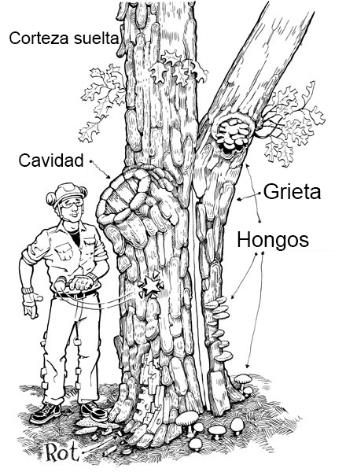 Corteza suelta
Cavidad
Grieta
Hongos
Rot